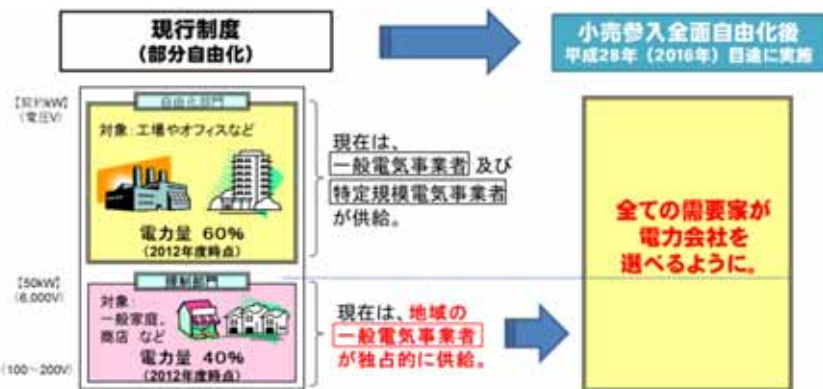 現行制度
(部分自由化)
小売参入全面自由化後
平成28年（2016年）目途に実施
【契約kW】
(電圧V)
自由化部門
対象：工場やオフィスなど
電力量 60%
(2012年度時点)
現在は、
一般電気事業者 及び
特定規模電気事業者
が供給。
全ての需要家が
電力会社を
選べるように。
【50kW】
(6,000V)
規制部門
対象：
一般家庭、
商店 など
電力量 40%
(2012年度時点)
(100～200V)
現在は、地域の
一般電気事業者
が独占的に供給。